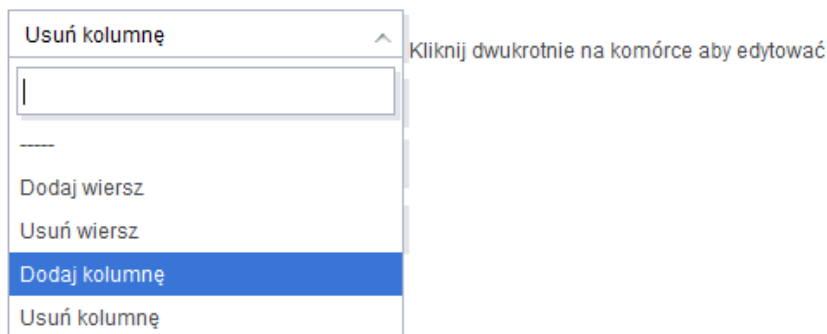 Usuń kolumnę
Kliknij dwukrotnie na komórce aby edytować
-----
Dodaj wiersz
Usuń wiersz
Dodaj kolumnę
Usuń kolumnę